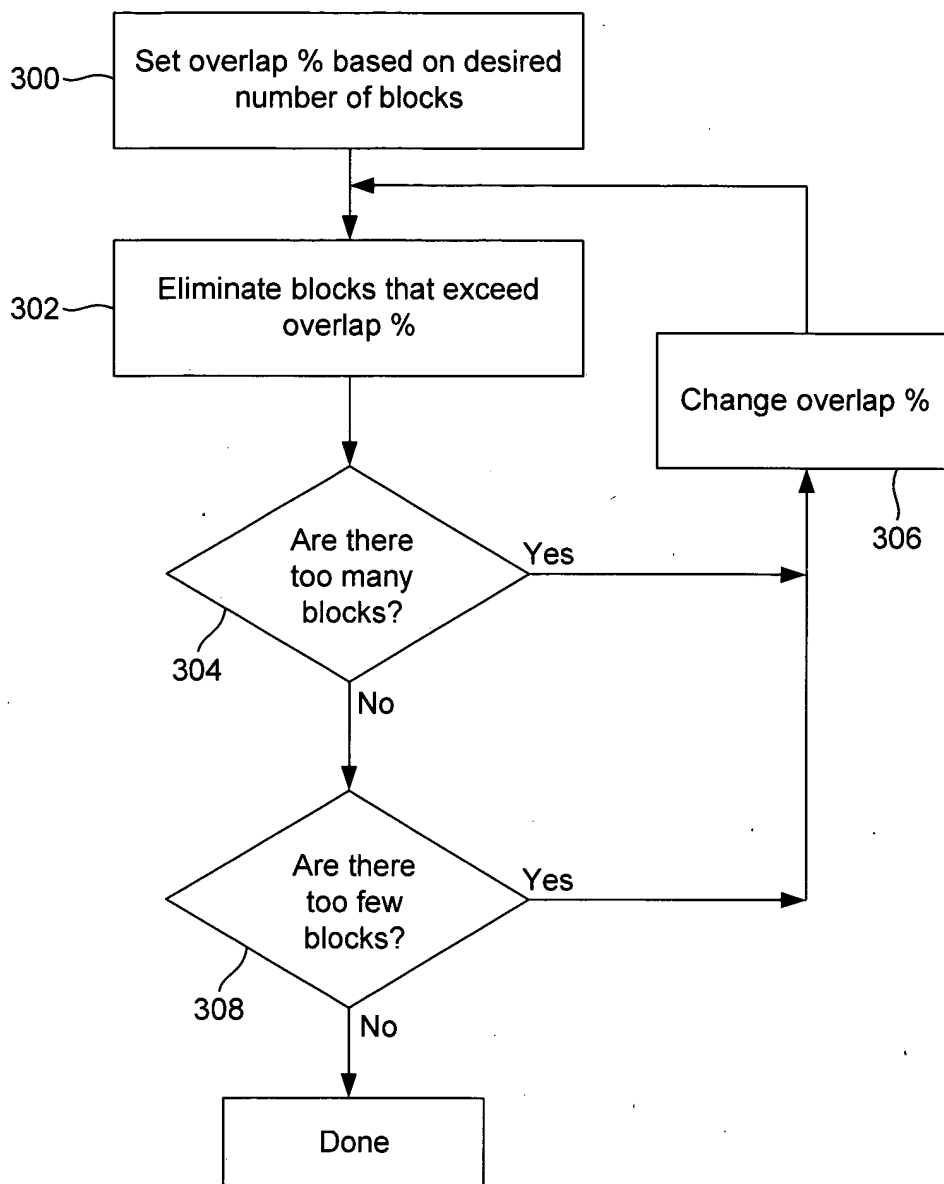 300
Set overlap % based on desired
number of blocks
302
Eliminate blocks that exceed
overlap %
Change overlap %
306
Are there
too many
blocks?
Yes
304
No
Are there
too few
blocks?
Yes
308
No
Done